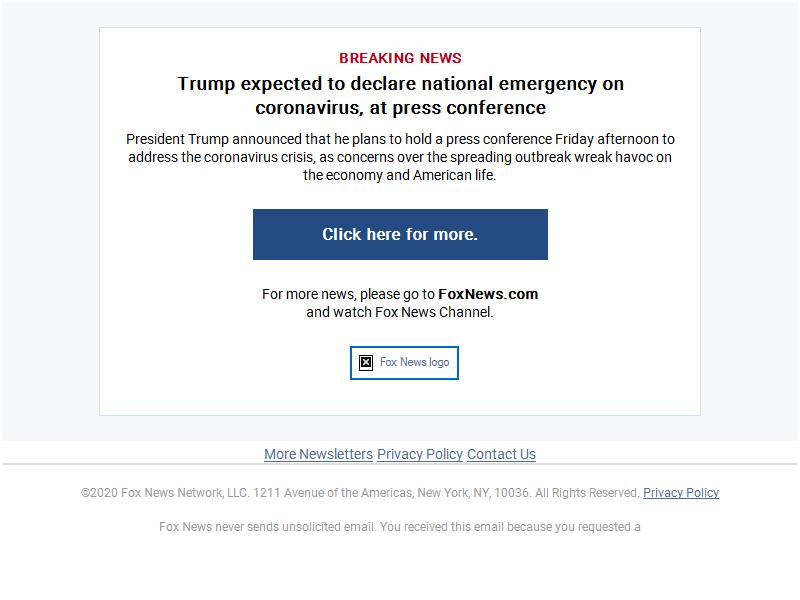 BREAKING NEWS
Trump expected to declare national emergency on
coronavirus, at press conference
President Trump announced that he plans to hold a press conference Friday afternoon to
address the coronavirus crisis, as concerns over the spreading outbreak wreak havoc on
the economy and American life.
Click here for more.
For more news, please go to FoxNews.com
and watch Fox News Channel.
Fox News logo
More Newsletters Privacy Policy Contact Us
©2020 Fox News Network, LLC. 1211 Avenue of the Americas, New York, NY, 10036. All Rights Reserved. Privacy Policy
Fox News never sends unsolicited email. You received this email because you requested a